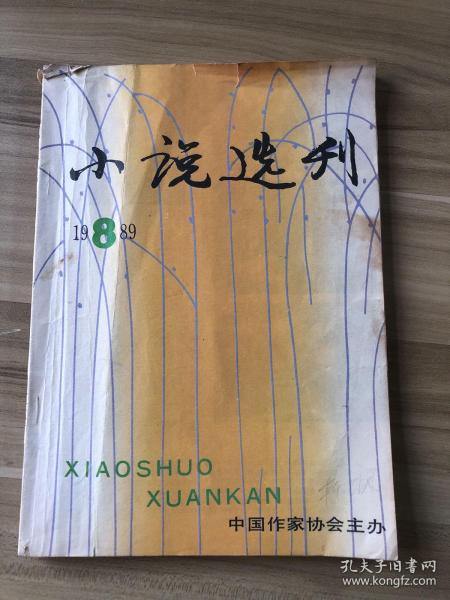 小说选刊
19 8 89
XIAOSHUO
XUANKAN
中国作家协会主办
孔夫子旧书网
www.kongfz.com